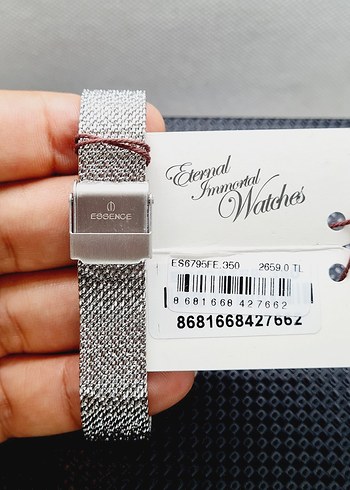 Eternal
Immortal
Watches
ESSENCE
ES6795FE.350 2659.0 TL
8 681668 427662
8681668427662